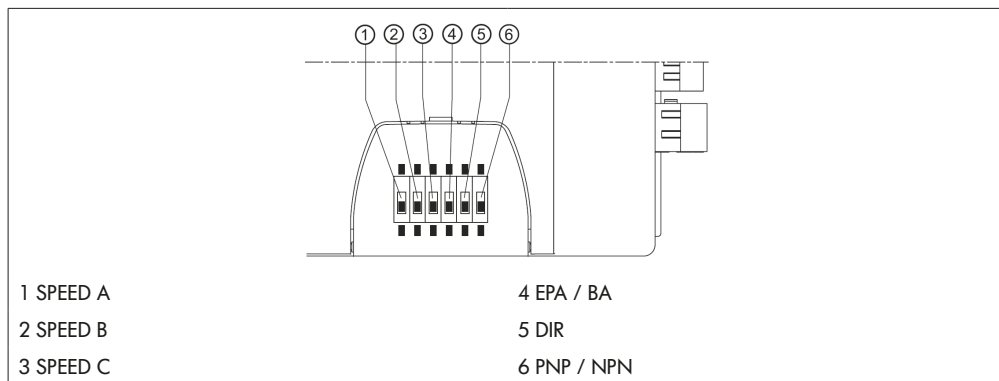 ① ② ③ ④ ⑤ ⑥
1 SPEED A
2 SPEED B
3 SPEED C
4 EPA / BA
5 DIR
6 PNP / NPN